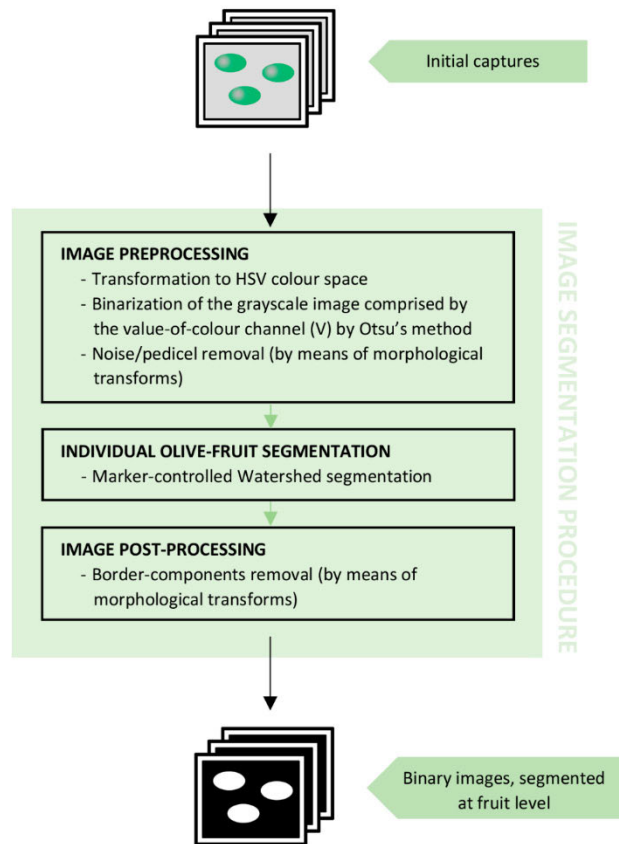 Initial captures
IMAGE SEGMENTATION PROCEDURE
IMAGE PREPROCESSING
- Transformation to HSV colour space
- Binarization of the grayscale image comprised by
the value-of-colour channel (V) by Otsu's method
- Noise/pedicel removal (by means of morphological
transforms)
INDIVIDUAL OLIVE-FRUIT SEGMENTATION
- Marker-controlled Watershed segmentation
IMAGE POST-PROCESSING
- Border-components removal (by means of
morphological transforms)
Binary images, segmented
at fruit level